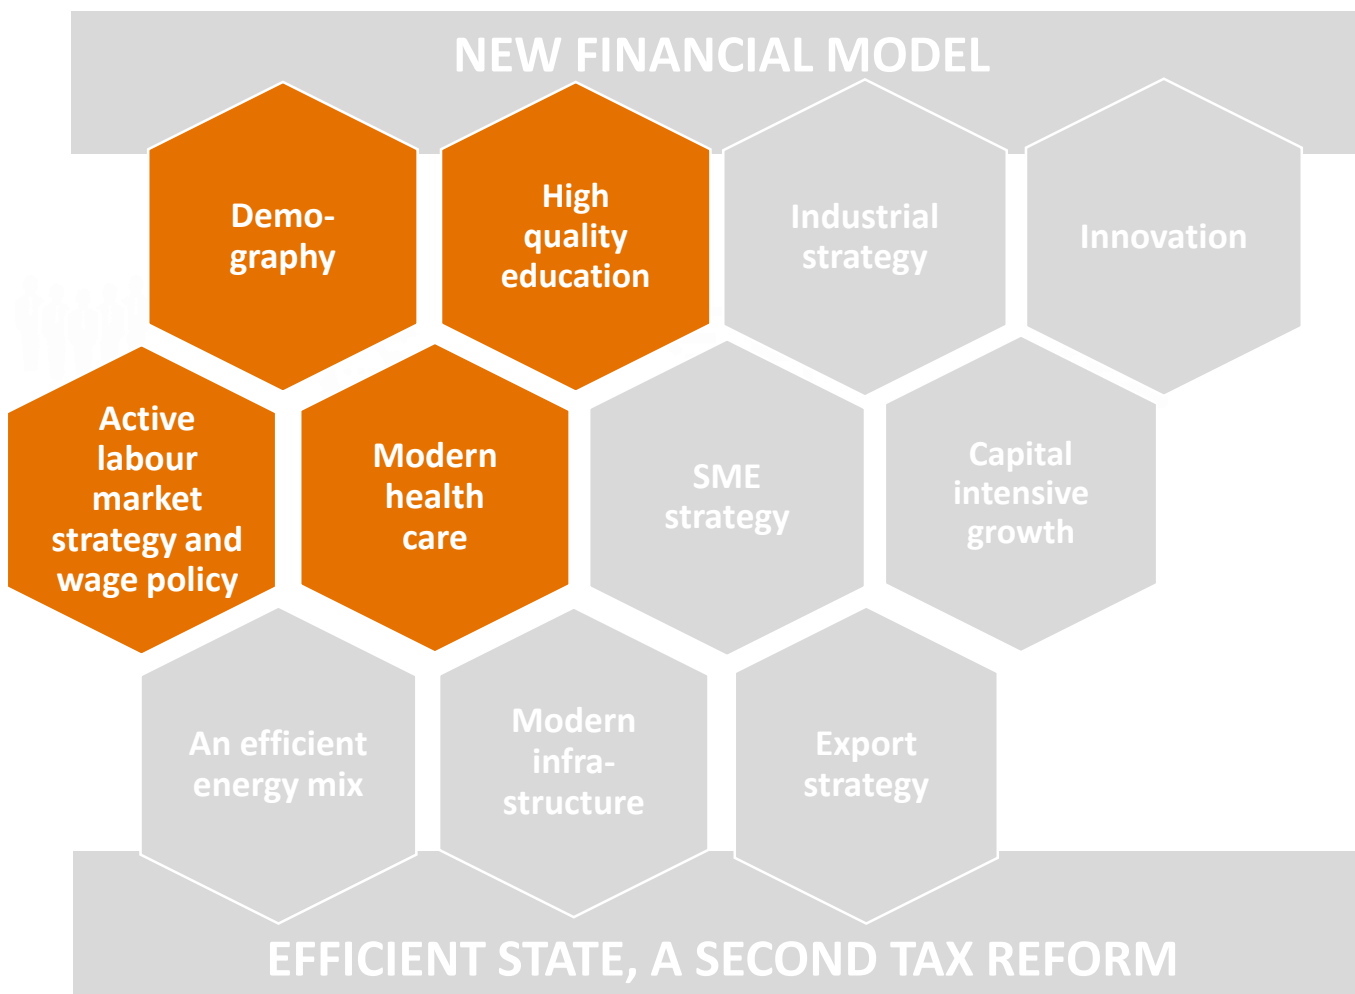 NEW FINANCIAL MODEL
Demo-
graphy
High
quality
education
Industrial
strategy
Innovation
Active
labour
market
strategy and
wage policy
Modern
health
care
SME
strategy
Capital
intensive
growth
An efficient
energy mix
Modern
infra-
structure
Export
strategy
EFFICIENT STATE, A SECOND TAX REFORM